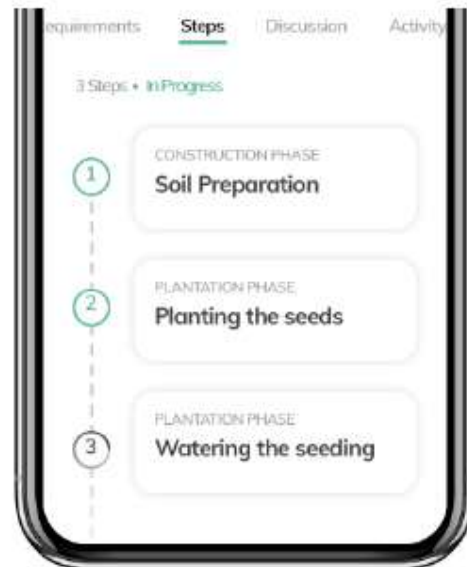 equirements Steps Discussion Activity
3 Steps • In Progress
CONSTRUCTION PHASE
1 Soil Preparation
PLANTATION PHASE
2 Planting the seeds
PLANTATION PHASE
3 Watering the seeding